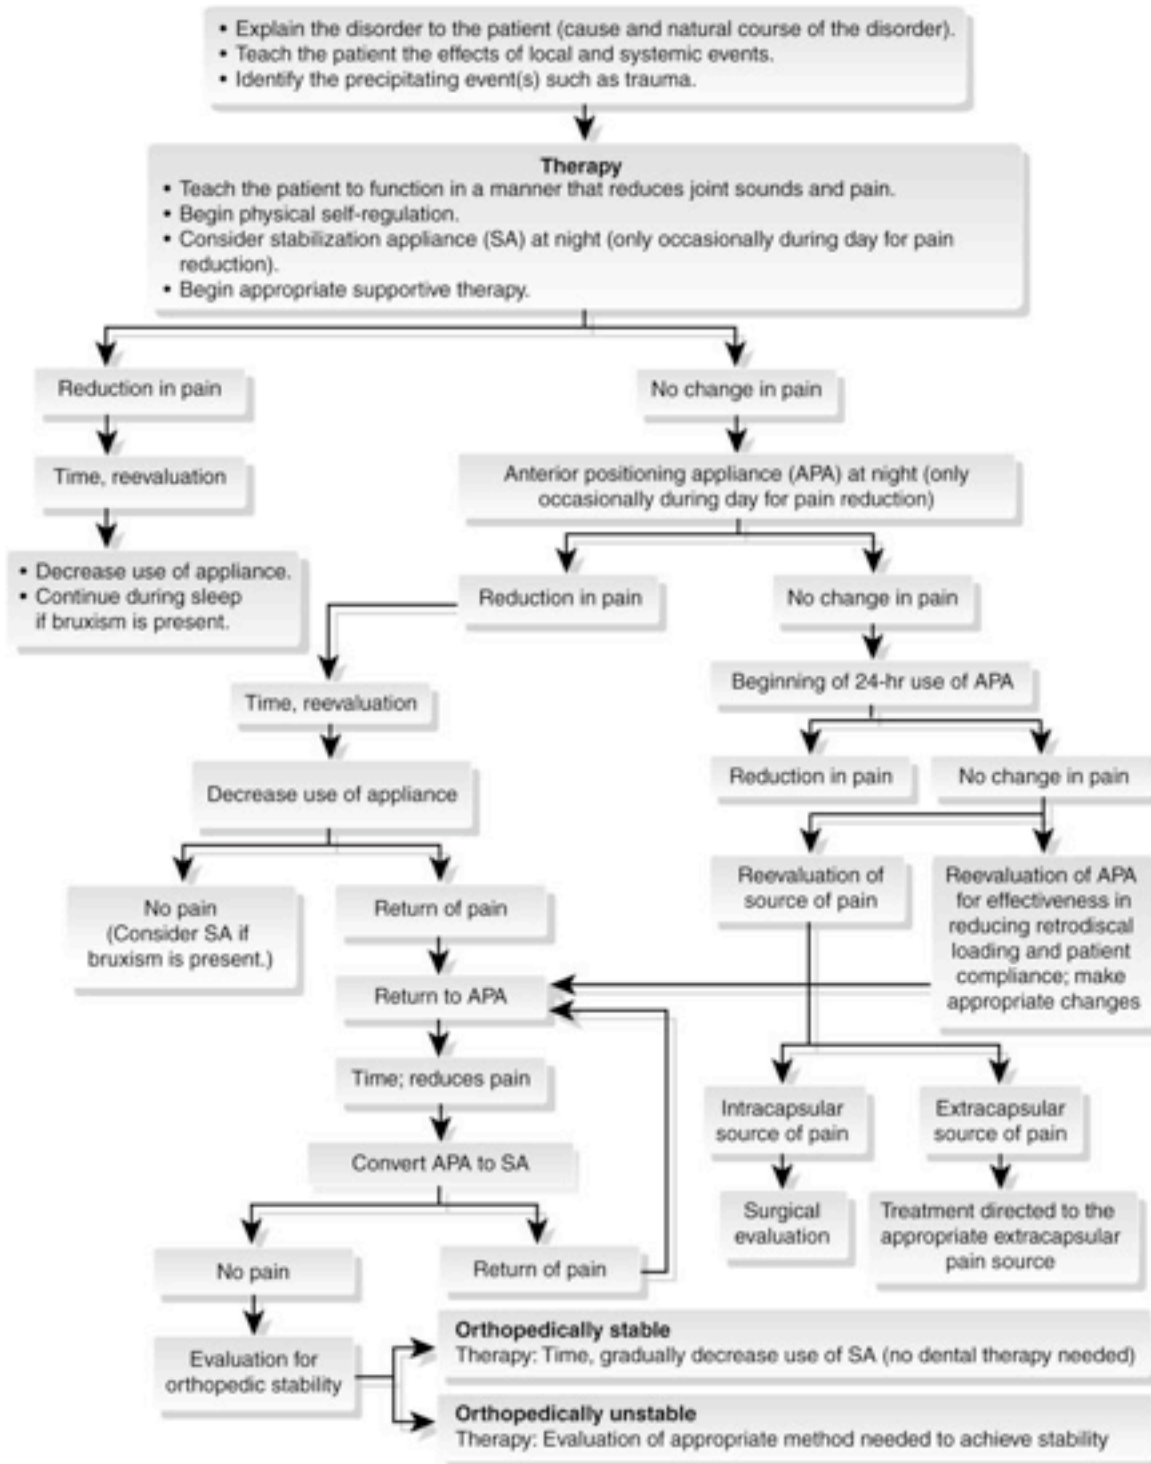 • Explain the disorder to the patient (cause and natural course of the disorder).
• Teach the patient the effects of local and systemic events.
• Identify the precipitating event(s) such as trauma.
Therapy
• Teach the patient to function in a manner that reduces joint sounds and pain.
• Begin physical self-regulation.
• Consider stabilization appliance (SA) at night (only occasionally during day for pain
reduction).
• Begin appropriate supportive therapy.
Reduction in pain
No change in pain
Time, reevaluation
Anterior positioning appliance (APA) at night (only
occasionally during day for pain reduction)
• Decrease use of appliance.
• Continue during sleep
if bruxism is present.
Reduction in pain
No change in pain
Time, reevaluation
Beginning of 24-hr use of APA
Decrease use of appliance
Reduction in pain
No change in pain
No pain
(Consider SA if
bruxism is present.)
Return of pain
Reevaluation of
source of pain
Reevaluation of APA
for effectiveness in
reducing retrodiscal
loading and patient
compliance; make
appropriate changes
Return to APA
Time; reduces pain
Convert APA to SA
Intracapsular
source of pain
Extracapsular
source of pain
No pain
Return of pain
Surgical
evaluation
Treatment directed to the
appropriate extracapsular
pain source
Evaluation for
orthopedic stability
Orthopedically stable
Therapy: Time, gradually decrease use of SA (no dental therapy needed)
Orthopedically unstable
Therapy: Evaluation of appropriate method needed to achieve stability